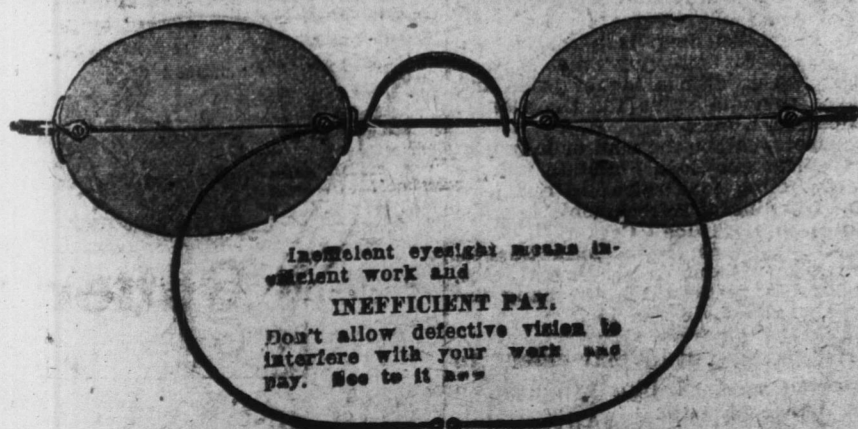 Inefficient eyesight means in-
efficient work and
INEFFICIENT PAY.
Don't allow defective vision to
interfere with your work and
pay. See to it now